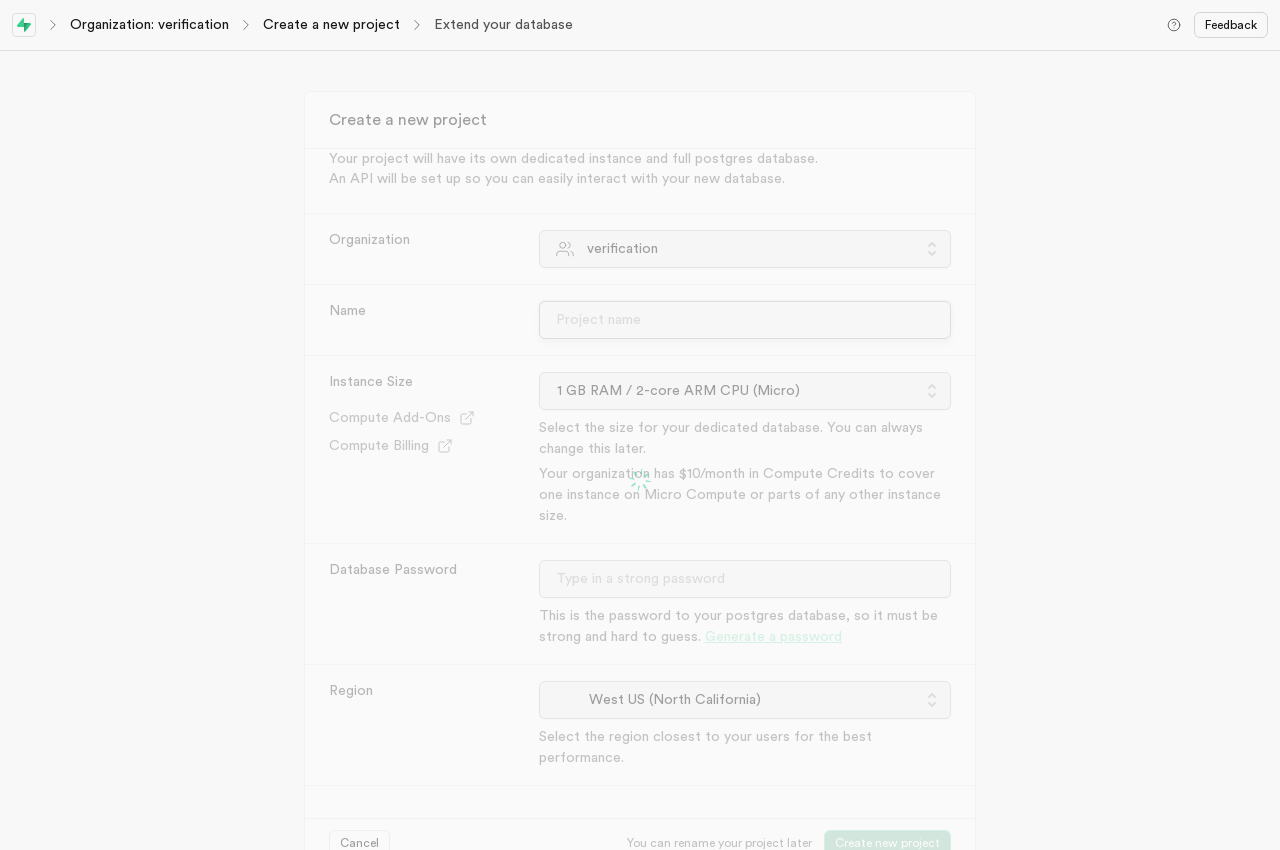 Organization: verification
Create a new project
Extend your database
Feedback
Create a new project
Your project will have its own dedicated instance and full postgres database.
An API will be set up so you can easily interact with your new database.
Organization
verification
Name
Project name
Instance Size
1 GB RAM / 2-core ARM CPU (Micro)
Compute Add-Ons
Compute Billing
Select the size for your dedicated database. You can always
change this later.
Your organization has $10/month in Compute Credits to cover
one instance on Micro Compute or parts of any other instance
size.
Database Password
Type in a strong password
This is the password to your postgres database, so it must be
strong and hard to guess. Generate a password
Region
West US (North California)
Select the region closest to your users for the best
performance.
Cancel
You can rename your project later
Create new project